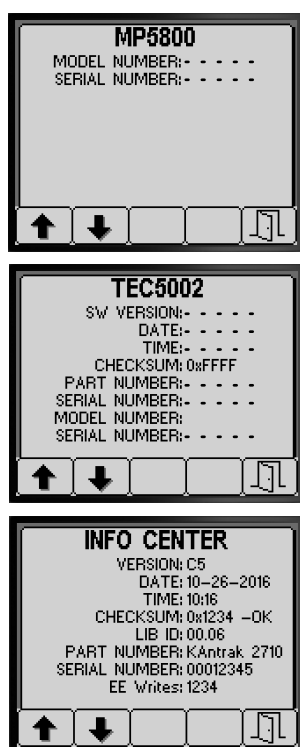 MP5800
MODEL NUMBER:- - - - -
SERIAL NUMBER:- - - - -
TEC5002
SW VERSION:- - - - -
DATE:- - - - -
TIME:- - - - -
CHECKSUM: 0xFFFF
PART NUMBER:- - - - -
SERIAL NUMBER:- - - - -
MODEL NUMBER:
SERIAL NUMBER:- - - - -
INFO CENTER
VERSION: C5
DATE: 10-26-2016
TIME: 10:16
CHECKSUM: 0x1234 -OK
LIB ID: 00.06
PART NUMBER: KAntrak 2710
SERIAL NUMBER: 00012345
EE Writes: 1234